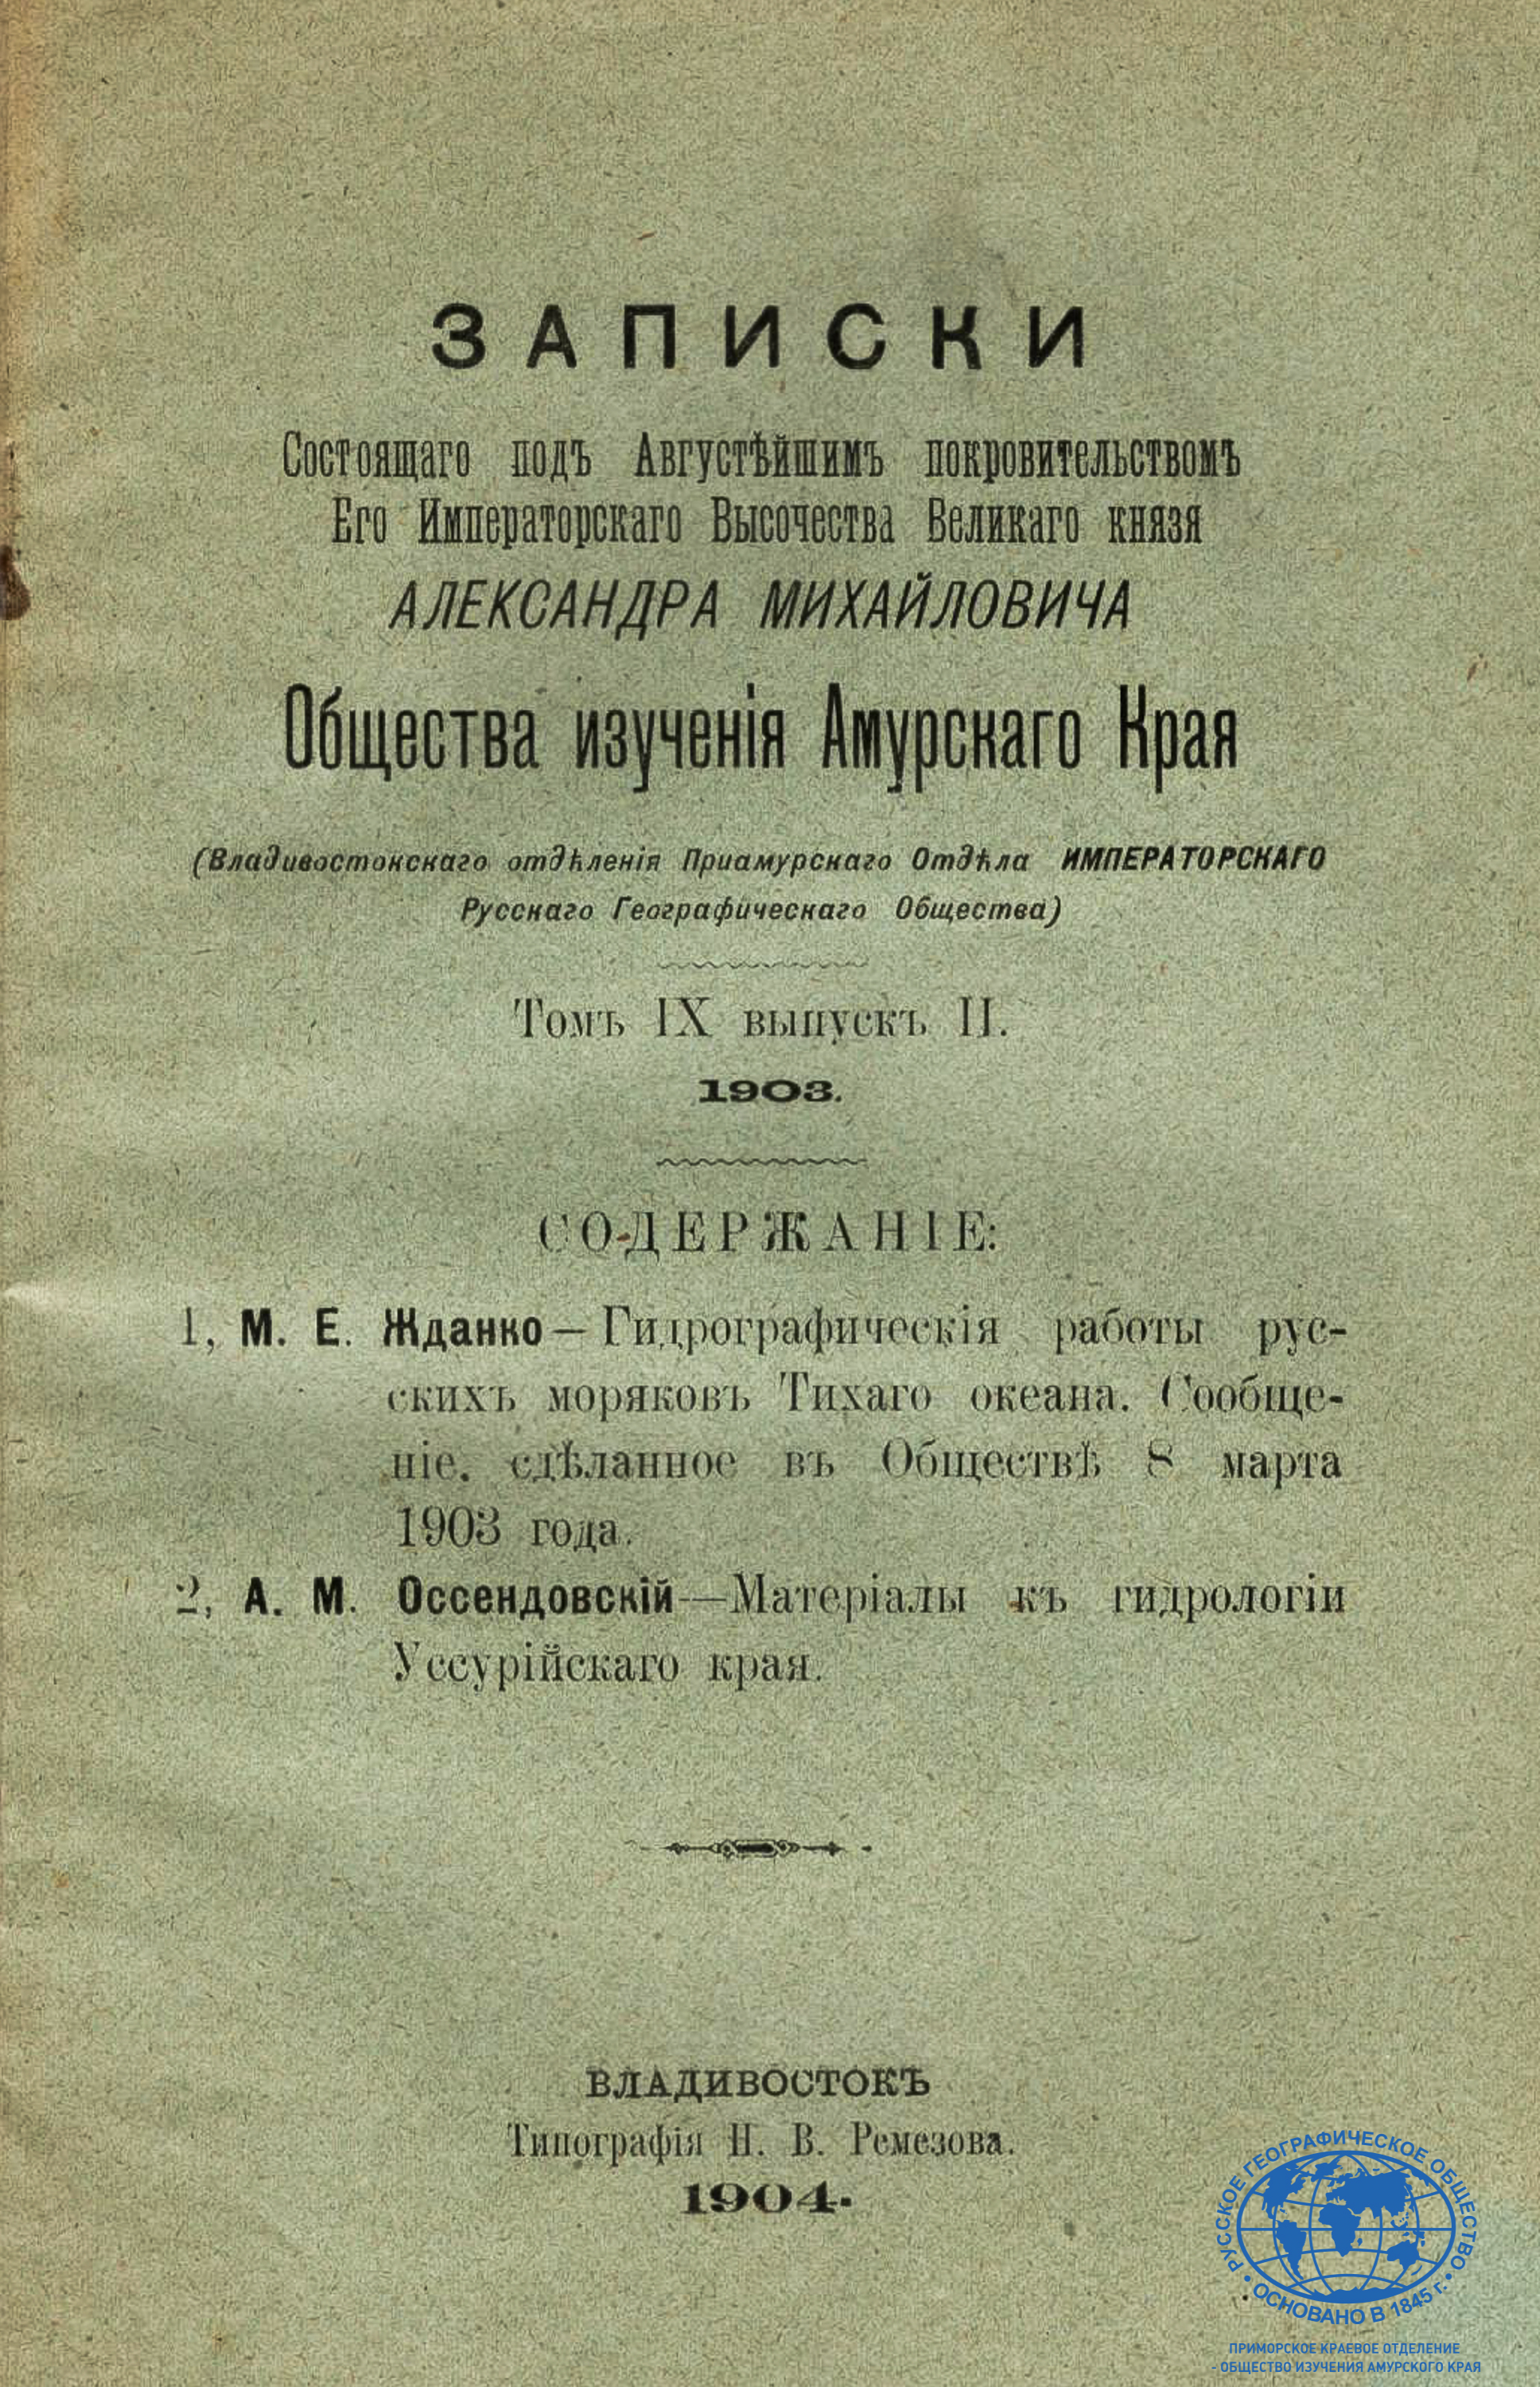 ЗАПИСКИ
Состоящаго подъ Августѣйшимъ покровительствомъ
Его Императорскаго Высочества Великаго князя
АЛЕКСАНДРА МИХАЙЛОВИЧА
Общества изученія Амурскаго Края
(Владивостокскаго отдѣленія Приамурскаго Отдѣла ИМПЕРАТОРСКАГО
Русскаго Географическаго Общества)
Томъ IX выпускъ II.
1903.
СОДЕРЖАНІЕ:
1, М. Е. Жданко — Гидрографическія работы рус-
скихъ моряковъ Тихаго океана. Сообще-
ніе, сдѣланное въ Обществѣ 8 марта
1903 года.
2, А. М. Оссендовскій — Матеріалы къ гидрологіи
Уссурійскаго края.
ВЛАДИВОСТОКЪ
Типографія Н. В. Ремезова.
1904.
РУССКОЕ ГЕОГРАФИЧЕСКОЕ ОБЩЕСТВО
• ОСНОВАНО В 1845 г. •
ПРИМОРСКОЕ КРАЕВОЕ ОТДЕЛЕНИЕ
- ОБЩЕСТВО ИЗУЧЕНИЯ АМУРСКОГО КРАЯ